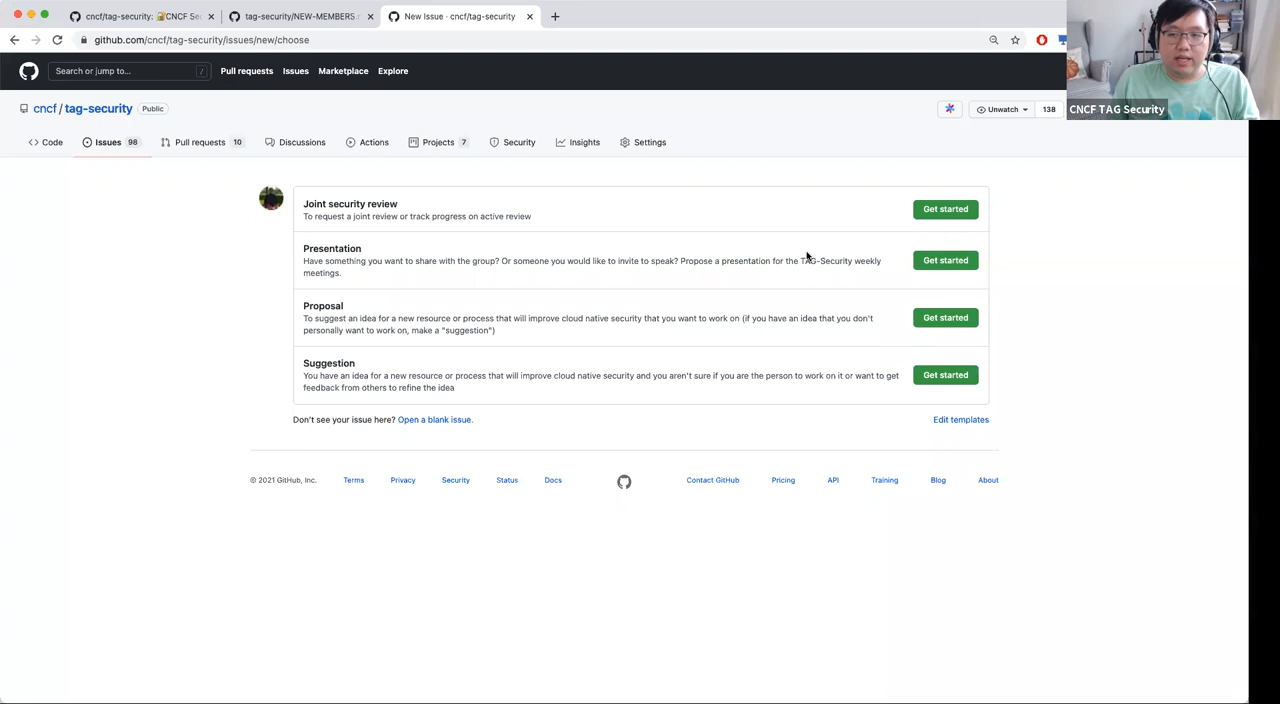 cncf/tag-security: 🔐CNCF Sec
tag-security/NEW-MEMBERS.m
New Issue · cncf/tag-security
github.com/cncf/tag-security/issues/new/choose
Search or jump to... /
Pull requests Issues Marketplace Explore
CNCF TAG Security
cncf / tag-security Public
Unwatch 138
Code Issues 98 Pull requests 10 Discussions Actions Projects 7 Security Insights Settings
Joint security review
To request a joint review or track progress on active review
Get started
Presentation
Have something you want to share with the group? Or someone you would like to invite to speak? Propose a presentation for the TAG-Security weekly
meetings.
Get started
Proposal
To suggest an idea for a new resource or process that will improve cloud native security that you want to work on (if you have an idea that you don't
personally want to work on, make a "suggestion")
Get started
Suggestion
You have an idea for a new resource or process that will improve cloud native security and you aren't sure if you are the person to work on it or want to get
feedback from others to refine the idea
Get started
Don't see your issue here? Open a blank issue.
Edit templates
© 2021 GitHub, Inc. Terms Privacy Security Status Docs Contact GitHub Pricing API Training Blog About